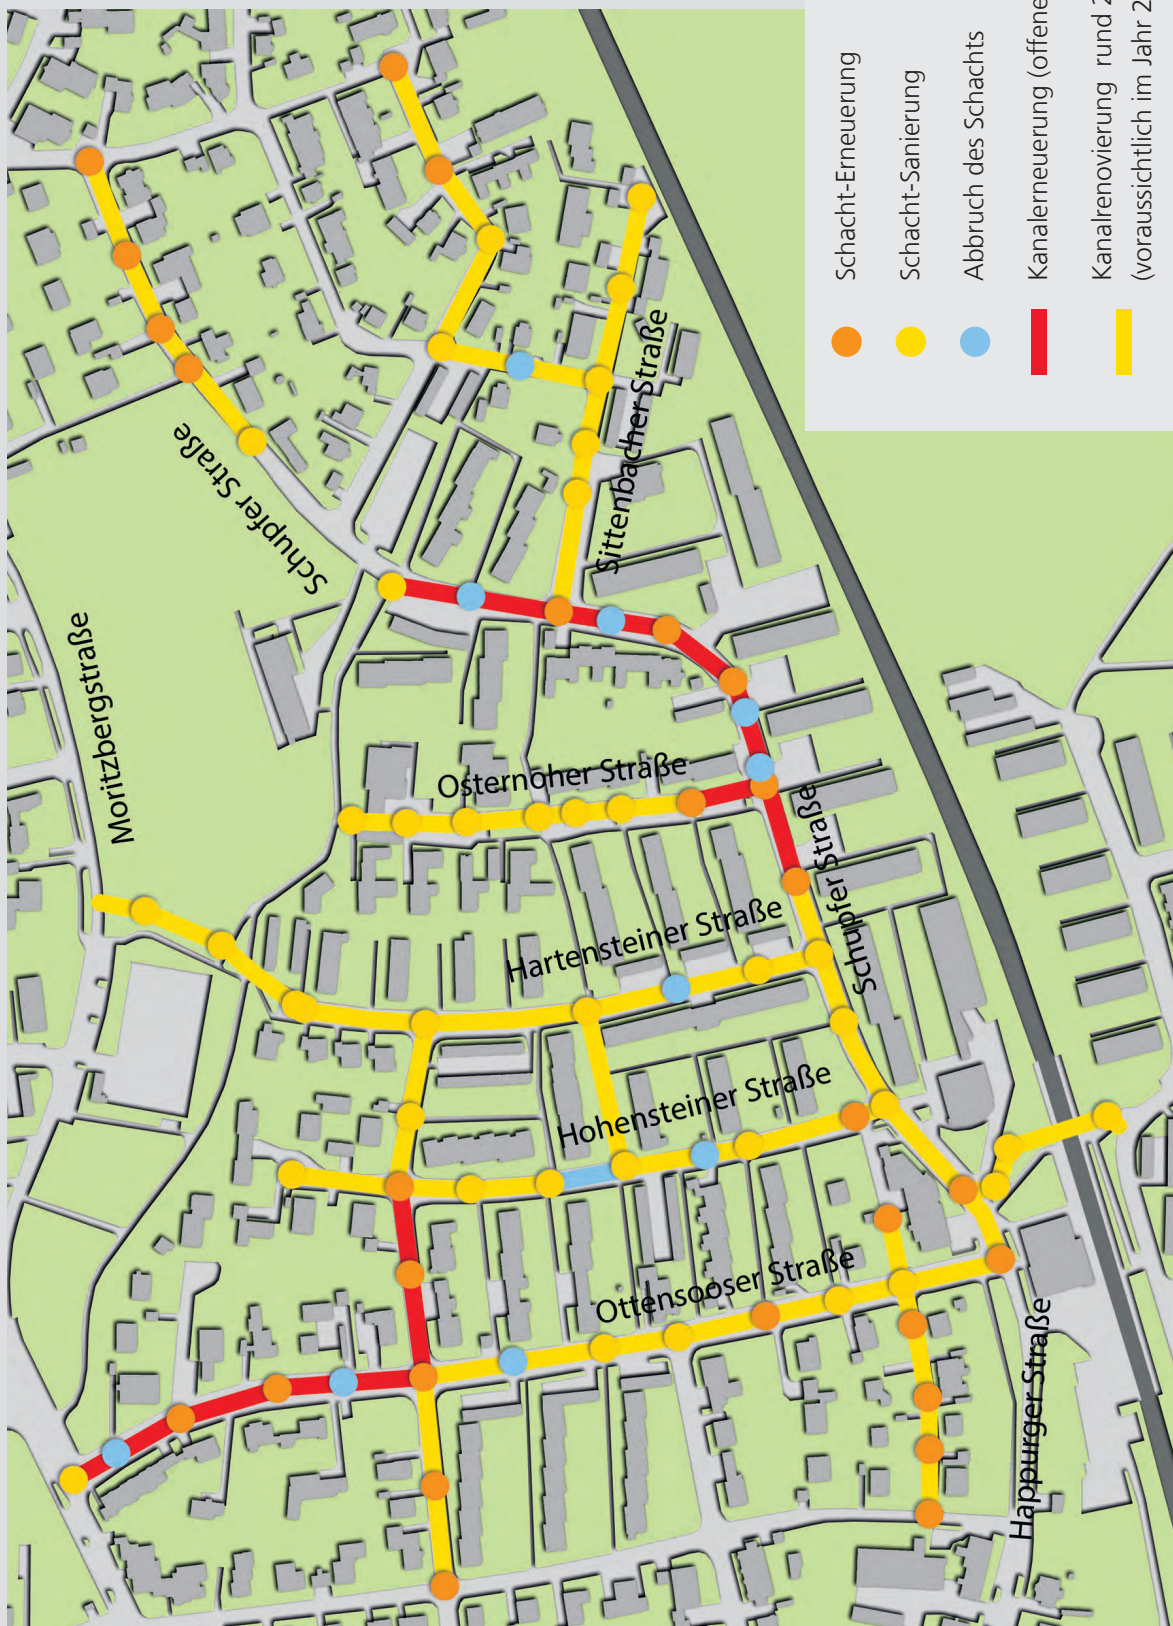 Schupfer Straße
Moritzbergstraße
Sittenbacher Straße
Osternoher Straße
Hartensteiner Straße
Schupfer Straße
Hohensteiner Straße
Ottensooser Straße
Happurger Straße
Schacht-Erneuerung
Schacht-Sanierung
Abbruch des Schachts
Kanalerneuerung (offene
Kanalrenovierung rund 2
(voraussichtlich im Jahr 2